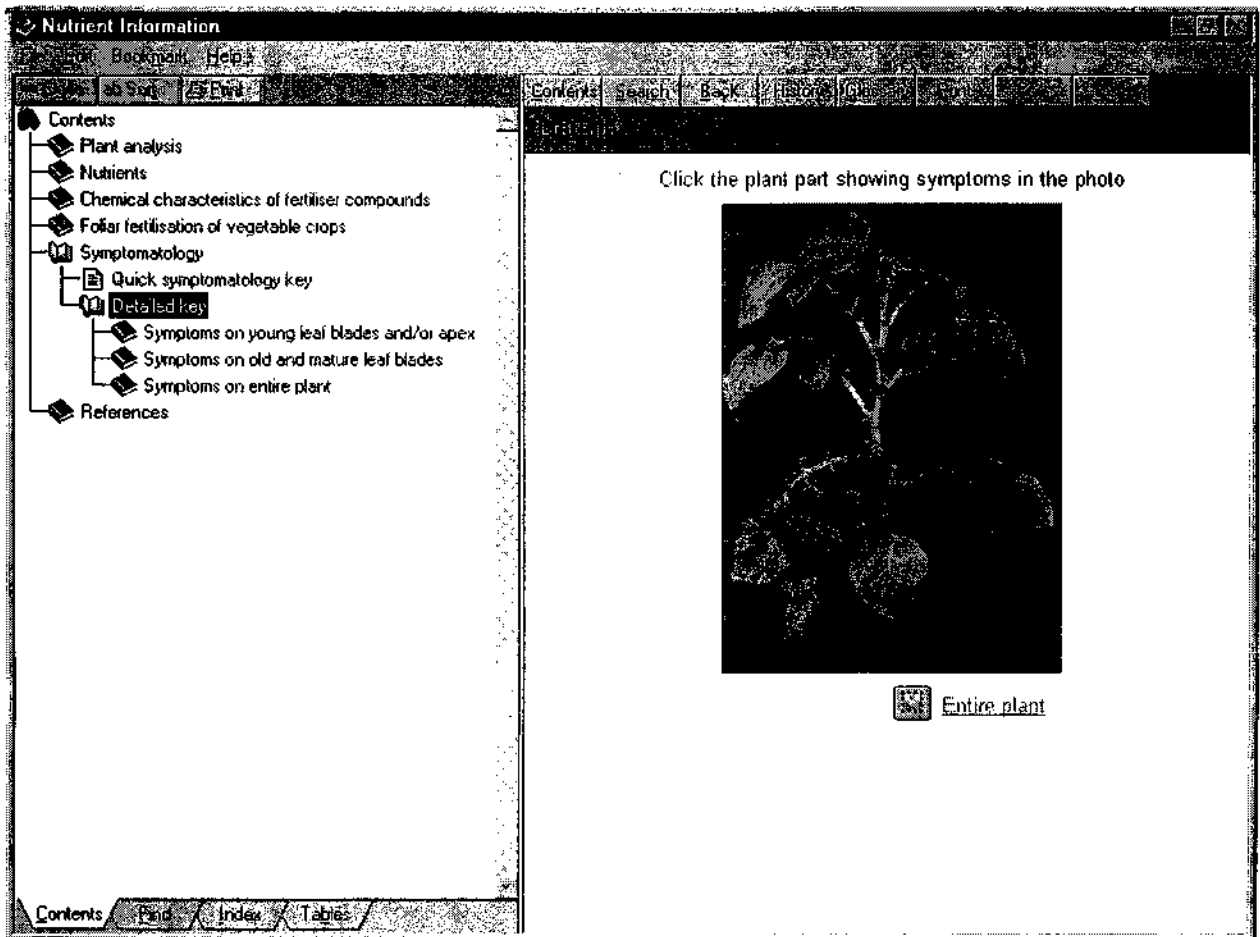 Nutrient Information
Bookmark Help
Print
Contents Search Back
Contents
Plant analysis
Nutrients
Chemical characteristics of fertiliser compounds
Foliar fertilisation of vegetable crops
Symptomatology
Quick symptomatology key
Detailed key
Symptoms on young leaf blades and/or apex
Symptoms on old and mature leaf blades
Symptoms on entire plant
References
Click the plant part showing symptoms in the photo
Entire plant
Contents Find Index Tables